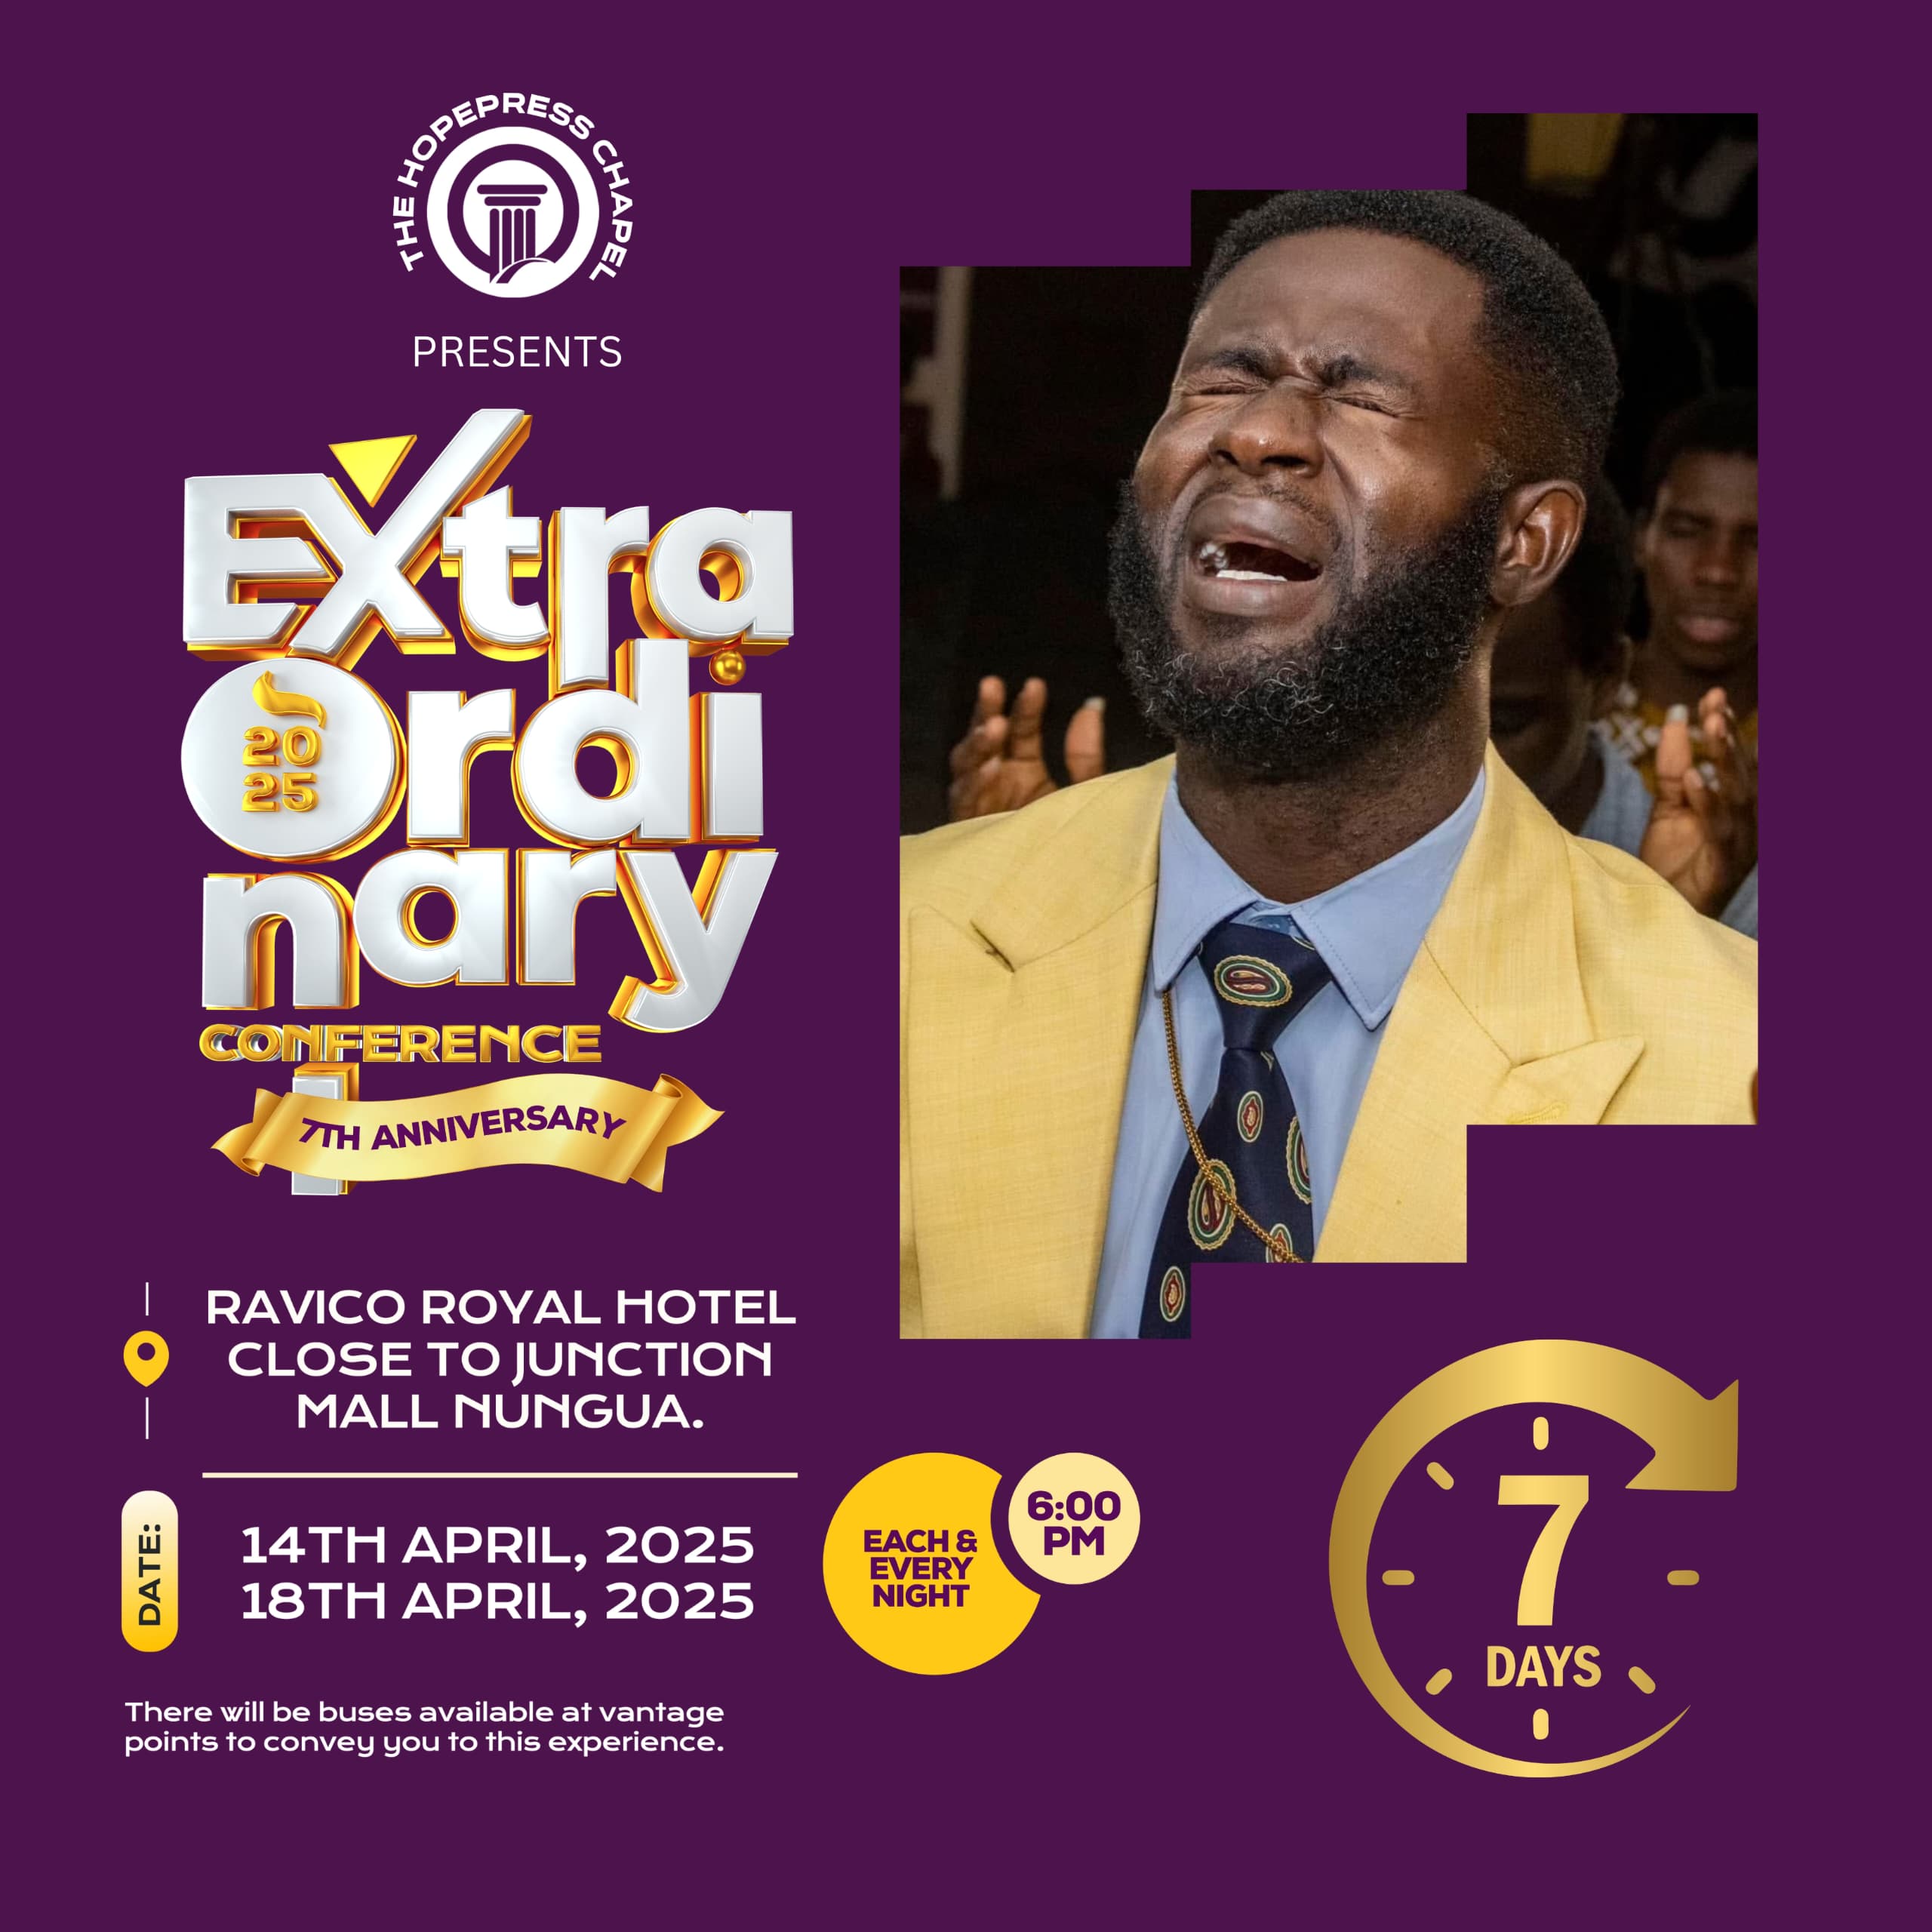 THE HOPEPRESS CHAPEL
PRESENTS
Extra
Ordi
20
25
nary
CONFERENCE
7TH ANNIVERSARY
RAVICO ROYAL HOTEL
CLOSE TO JUNCTION
MALL NUNGUA.
DATE:
14TH APRIL, 2025
18TH APRIL, 2025
EACH &
EVERY
NIGHT
6:00
PM
7
DAYS
There will be buses available at vantage
points to convey you to this experience.